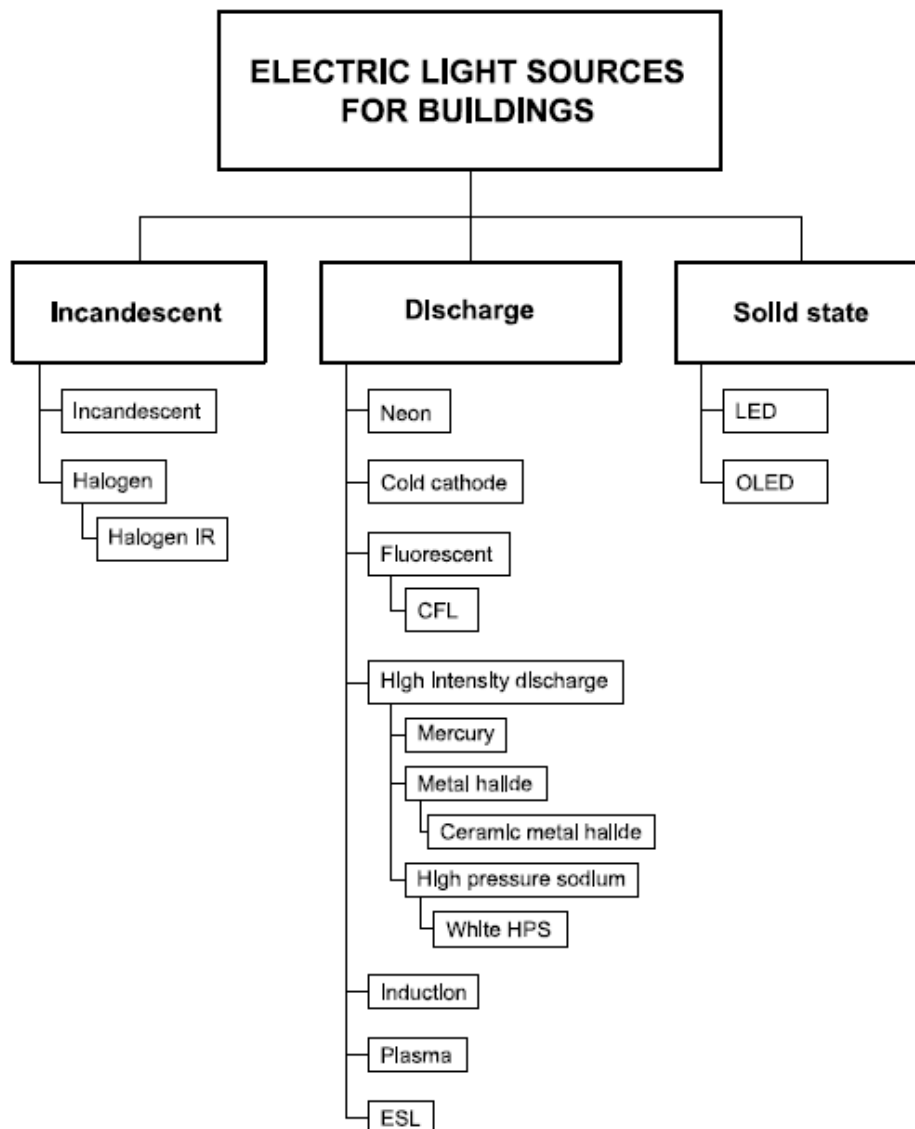 ELECTRIC LIGHT SOURCES
FOR BUILDINGS
Incandescent
Incandescent
Halogen
Halogen IR
Discharge
Neon
Cold cathode
Fluorescent
CFL
High intensity discharge
Mercury
Metal halide
Ceramic metal halide
High pressure sodium
White HPS
Induction
Plasma
ESL
Solid state
LED
OLED